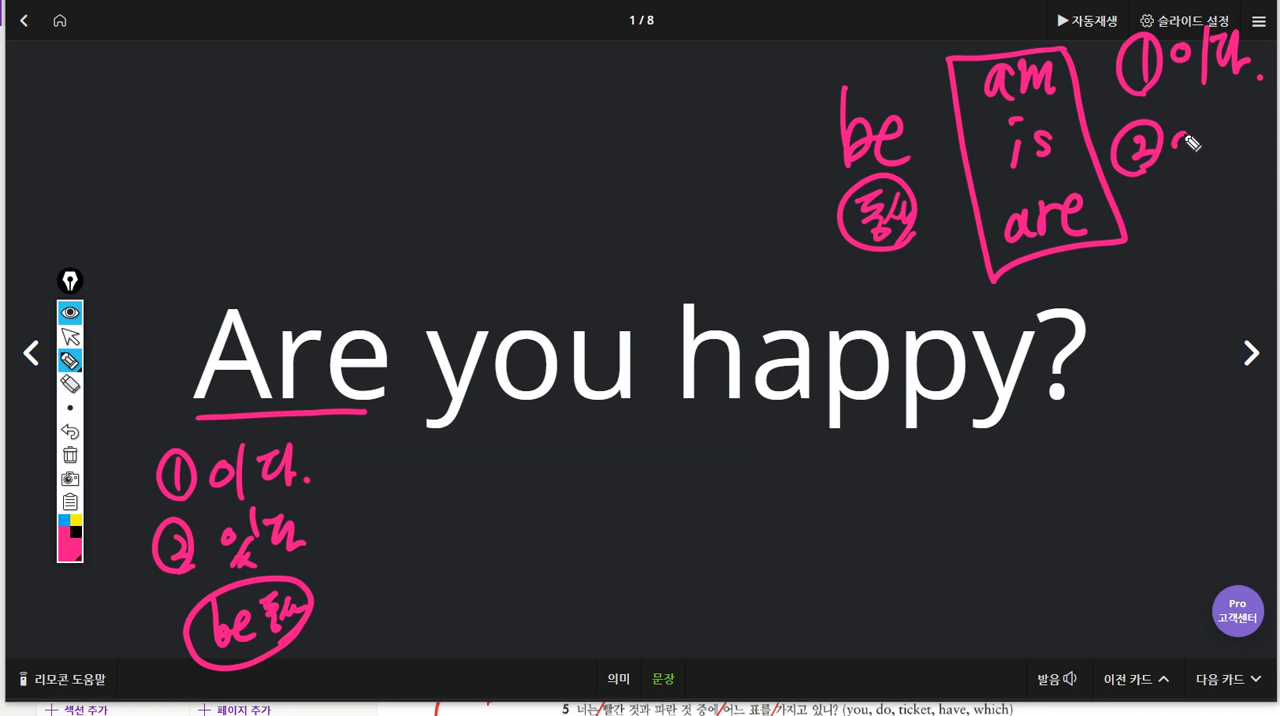 1 / 8
자동재생
슬라이드 설정
be
동사
am
is
are
① 이다.
②
Are you happy?
① 이다.
② 있다
be 동사
Pro
고객센터
리모콘 도움말
의미
문장
발음
이전 카드
다음 카드
섹션 추가
페이지 추가
5 너는 빨간 것과 파란 것 중에 어느 표를 가지고 있니? (you, do, ticket, have, which)